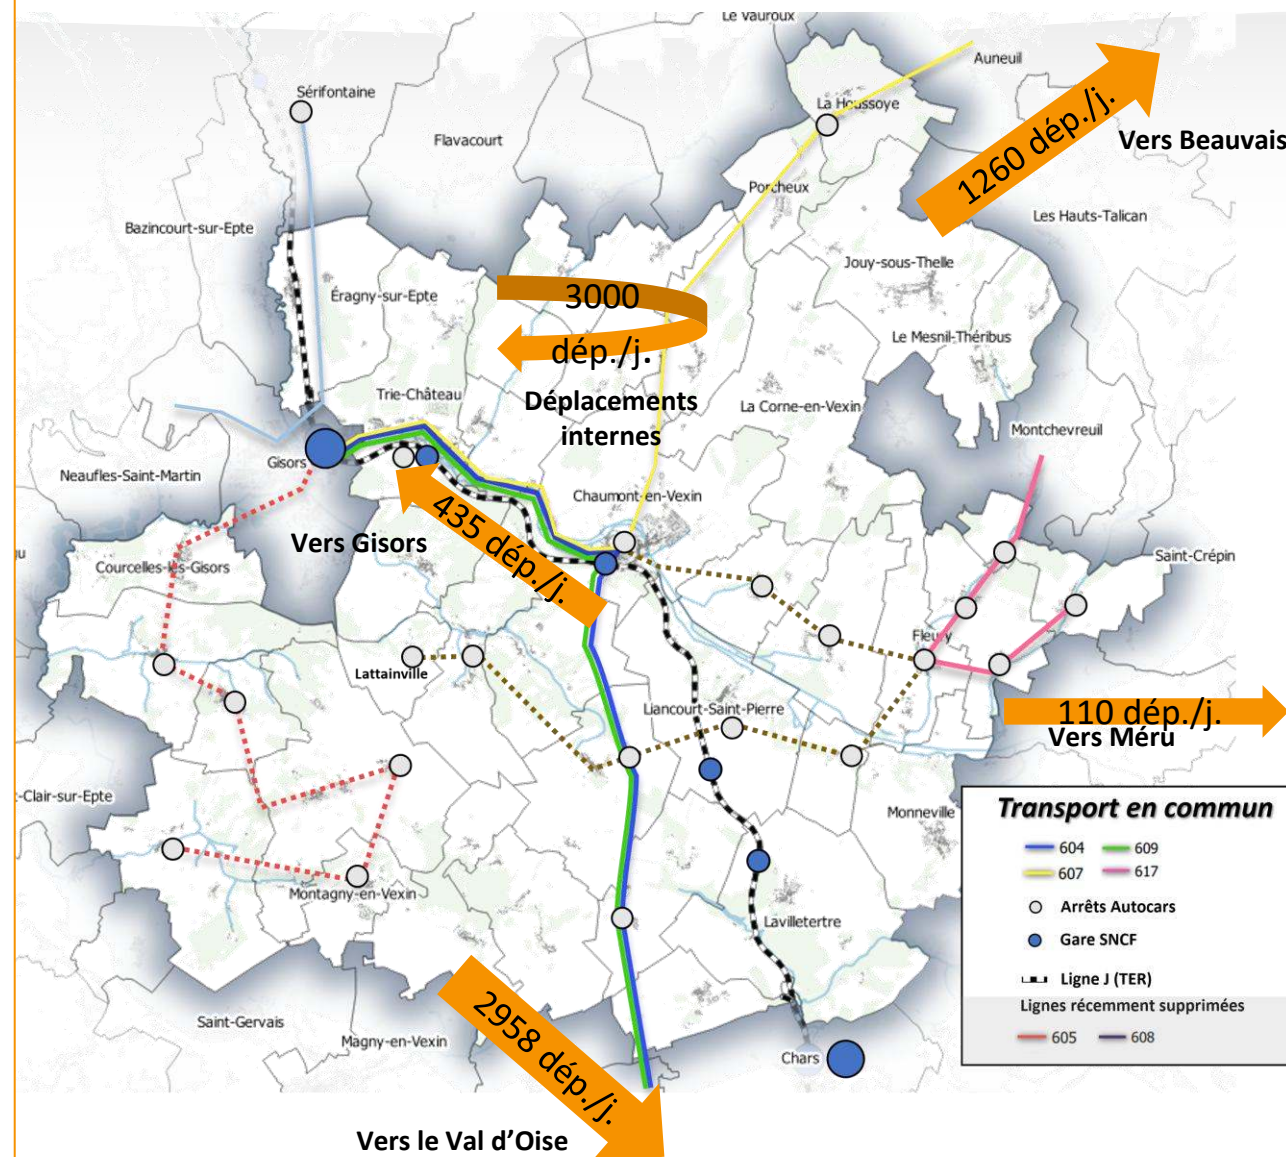 Le Vauroux
Auneuil
Sérifontaine
La Houssoye
1260 dép./j.
Flavacourt
Vers Beauvais
Porcheux
Les Hauts-Talican
Bazincourt-sur-Epte
Jouy-sous-Thelle
Éragny-sur-Epte
3000
dép./j.
Le Mesnil-Théribus
Trie-Château
Déplacements
internes
La Corne-en-Vexin
Montchevreuil
Gisors
Neaufles-Saint-Martin
Chaumont-en-Vexin
435 dép./j.
Vers Gisors
Saint-Crépin
Courcelles-lès-Gisors
Fleury
Lattainville
Liancourt-Saint-Pierre
110 dép./j.
Vers Méru
t-Clair-sur-Epte
Monneville
Transport en commun
604 609
607 617
Arrêts Autocars
Gare SNCF
Ligne J (TER)
Lignes récemment supprimées
605 608
Montagny-en-Vexin
Lavilletertre
2958 dép./j.
Saint-Gervais
Magny-en-Vexin
Chars
Vers le Val d'Oise